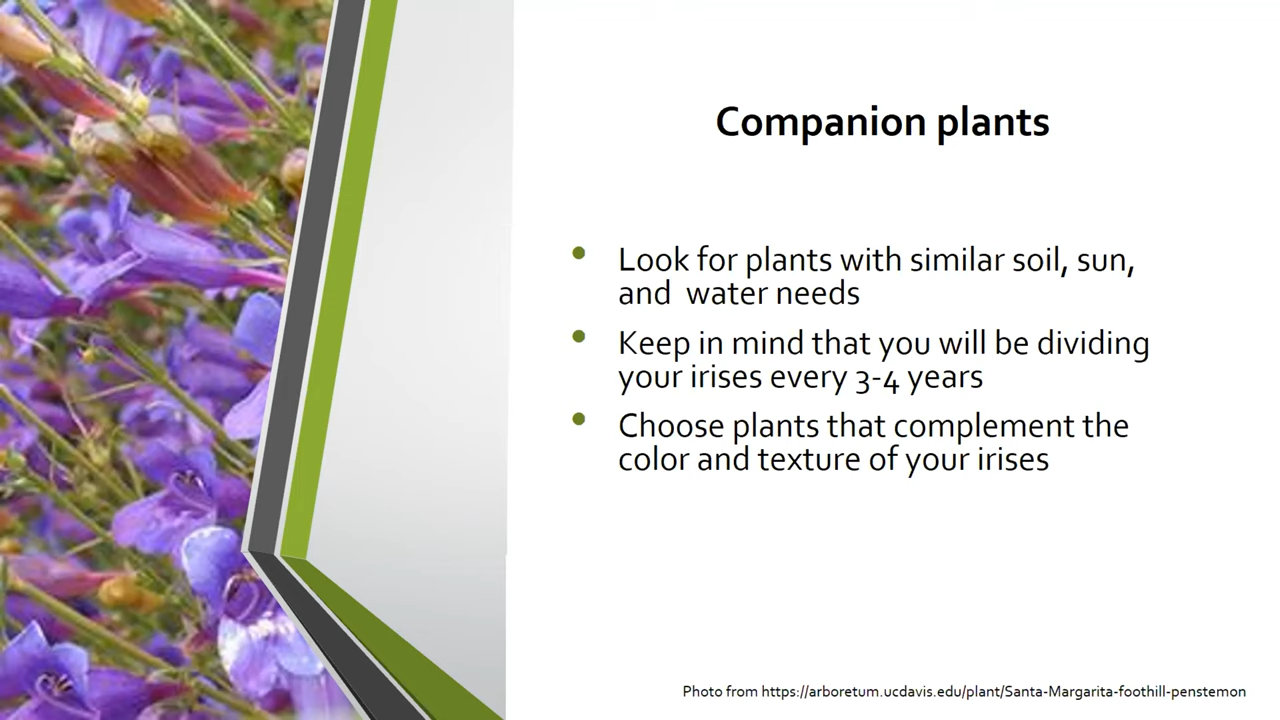 Companion plants
• Look for plants with similar soil, sun,
and water needs
• Keep in mind that you will be dividing
your irises every 3-4 years
• Choose plants that complement the
color and texture of your irises
Photo from https://arboretum.ucdavis.edu/plant/Santa-Margarita-foothill-penstemon